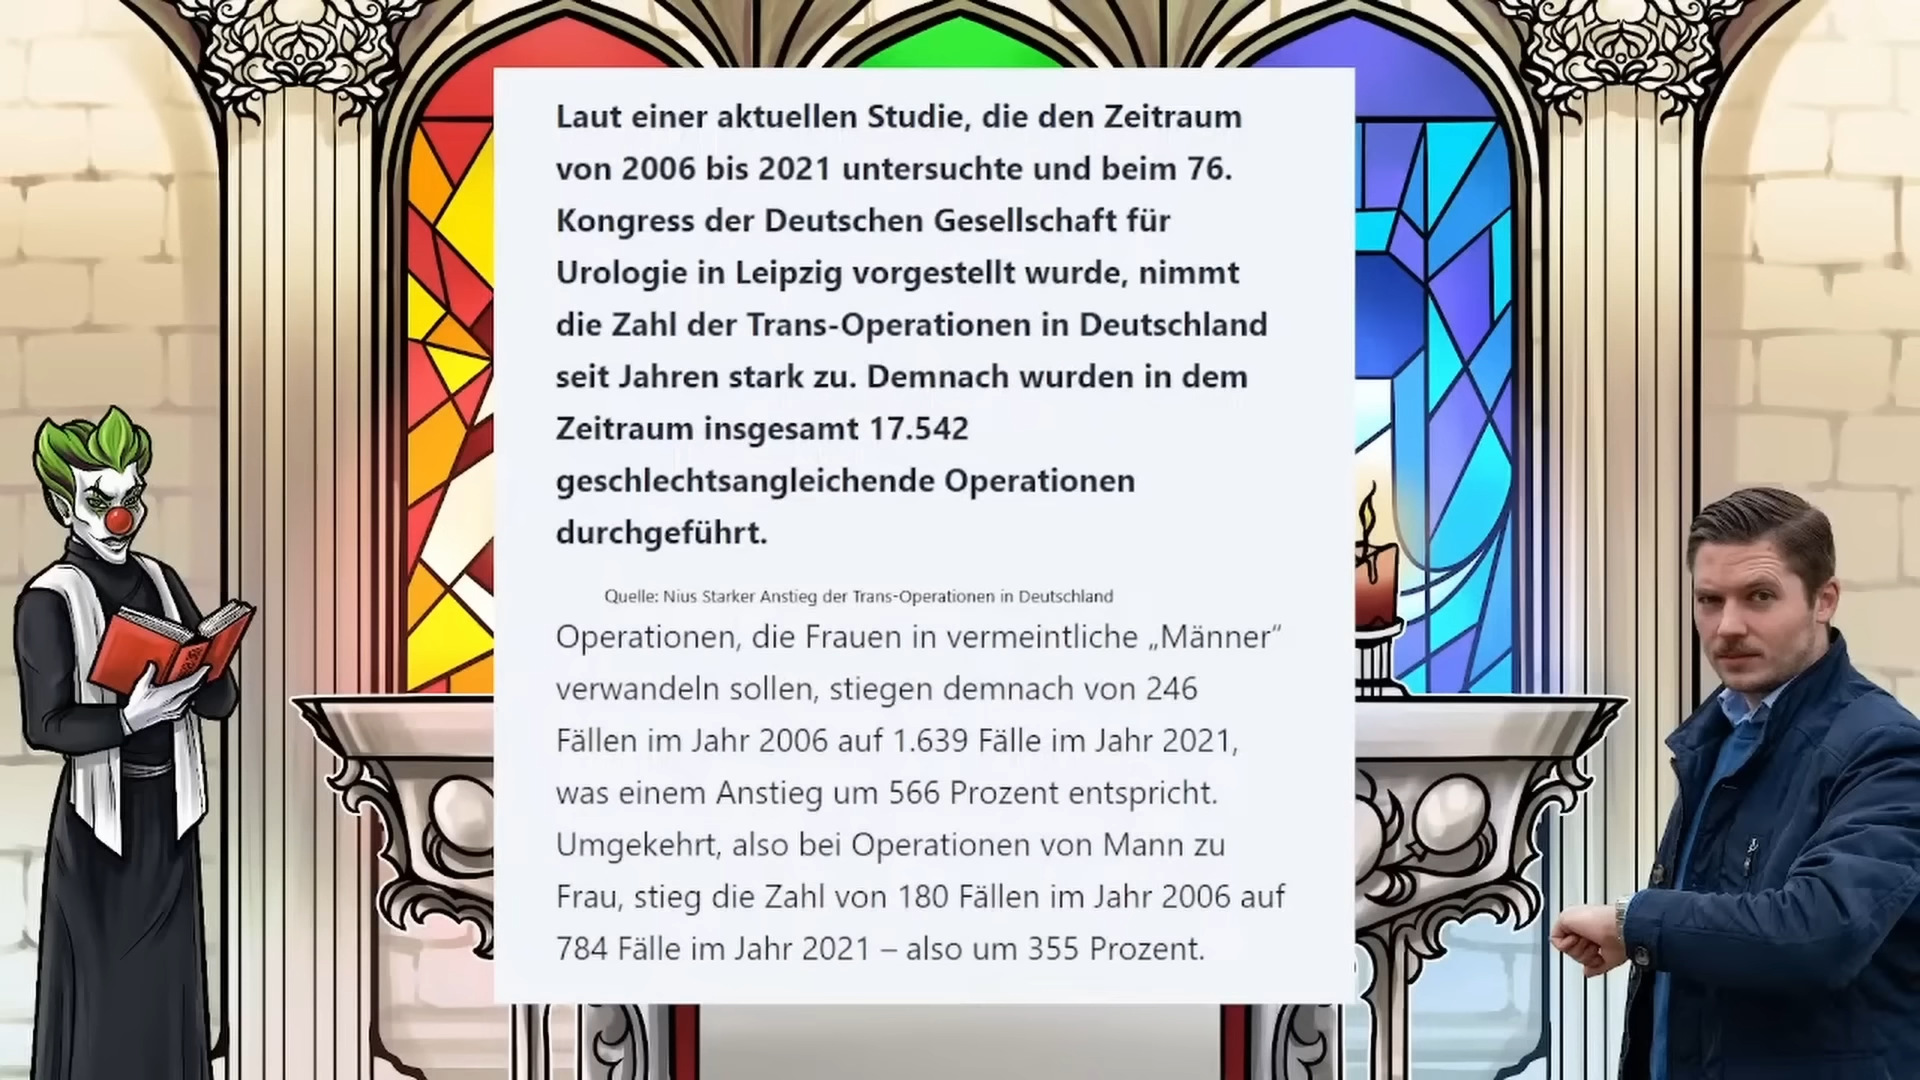 Laut einer aktuellen Studie, die den Zeitraum
von 2006 bis 2021 untersuchte und beim 76.
Kongress der Deutschen Gesellschaft für
Urologie in Leipzig vorgestellt wurde, nimmt
die Zahl der Trans-Operationen in Deutschland
seit Jahren stark zu. Demnach wurden in dem
Zeitraum insgesamt 17.542
geschlechtsangleichende Operationen
durchgeführt.
Quelle: Nius Starker Anstieg der Trans-Operationen in Deutschland
Operationen, die Frauen in vermeintliche „Männer“
verwandeln sollen, stiegen demnach von 246
Fällen im Jahr 2006 auf 1.639 Fälle im Jahr 2021,
was einem Anstieg um 566 Prozent entspricht.
Umgekehrt, also bei Operationen von Mann zu
Frau, stieg die Zahl von 180 Fällen im Jahr 2006 auf
784 Fälle im Jahr 2021 – also um 355 Prozent.